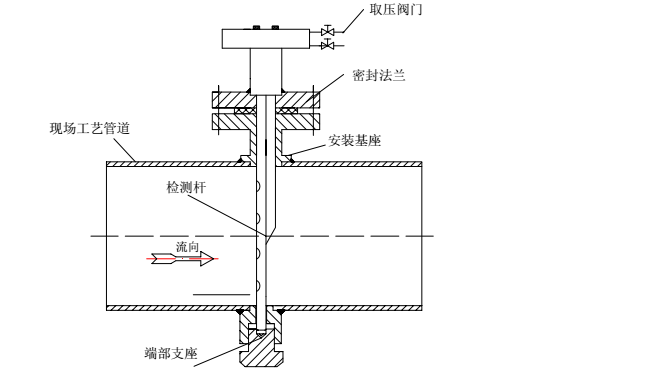 取压阀门
密封法兰
现场工艺管道
安装基座
检测杆
流向
端部支座